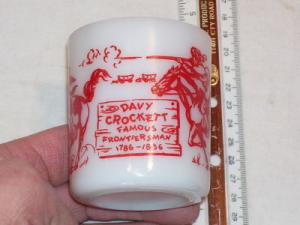 DAVY
CROCKETT
FAMOUS
FRONTIERSMAN
1786-1836